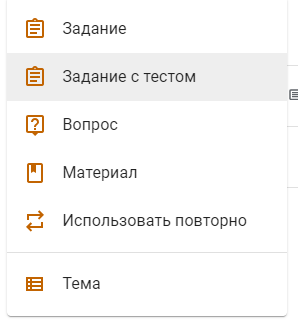 Задание
Задание с тестом
Вопрос
Материал
Использовать повторно
Тема